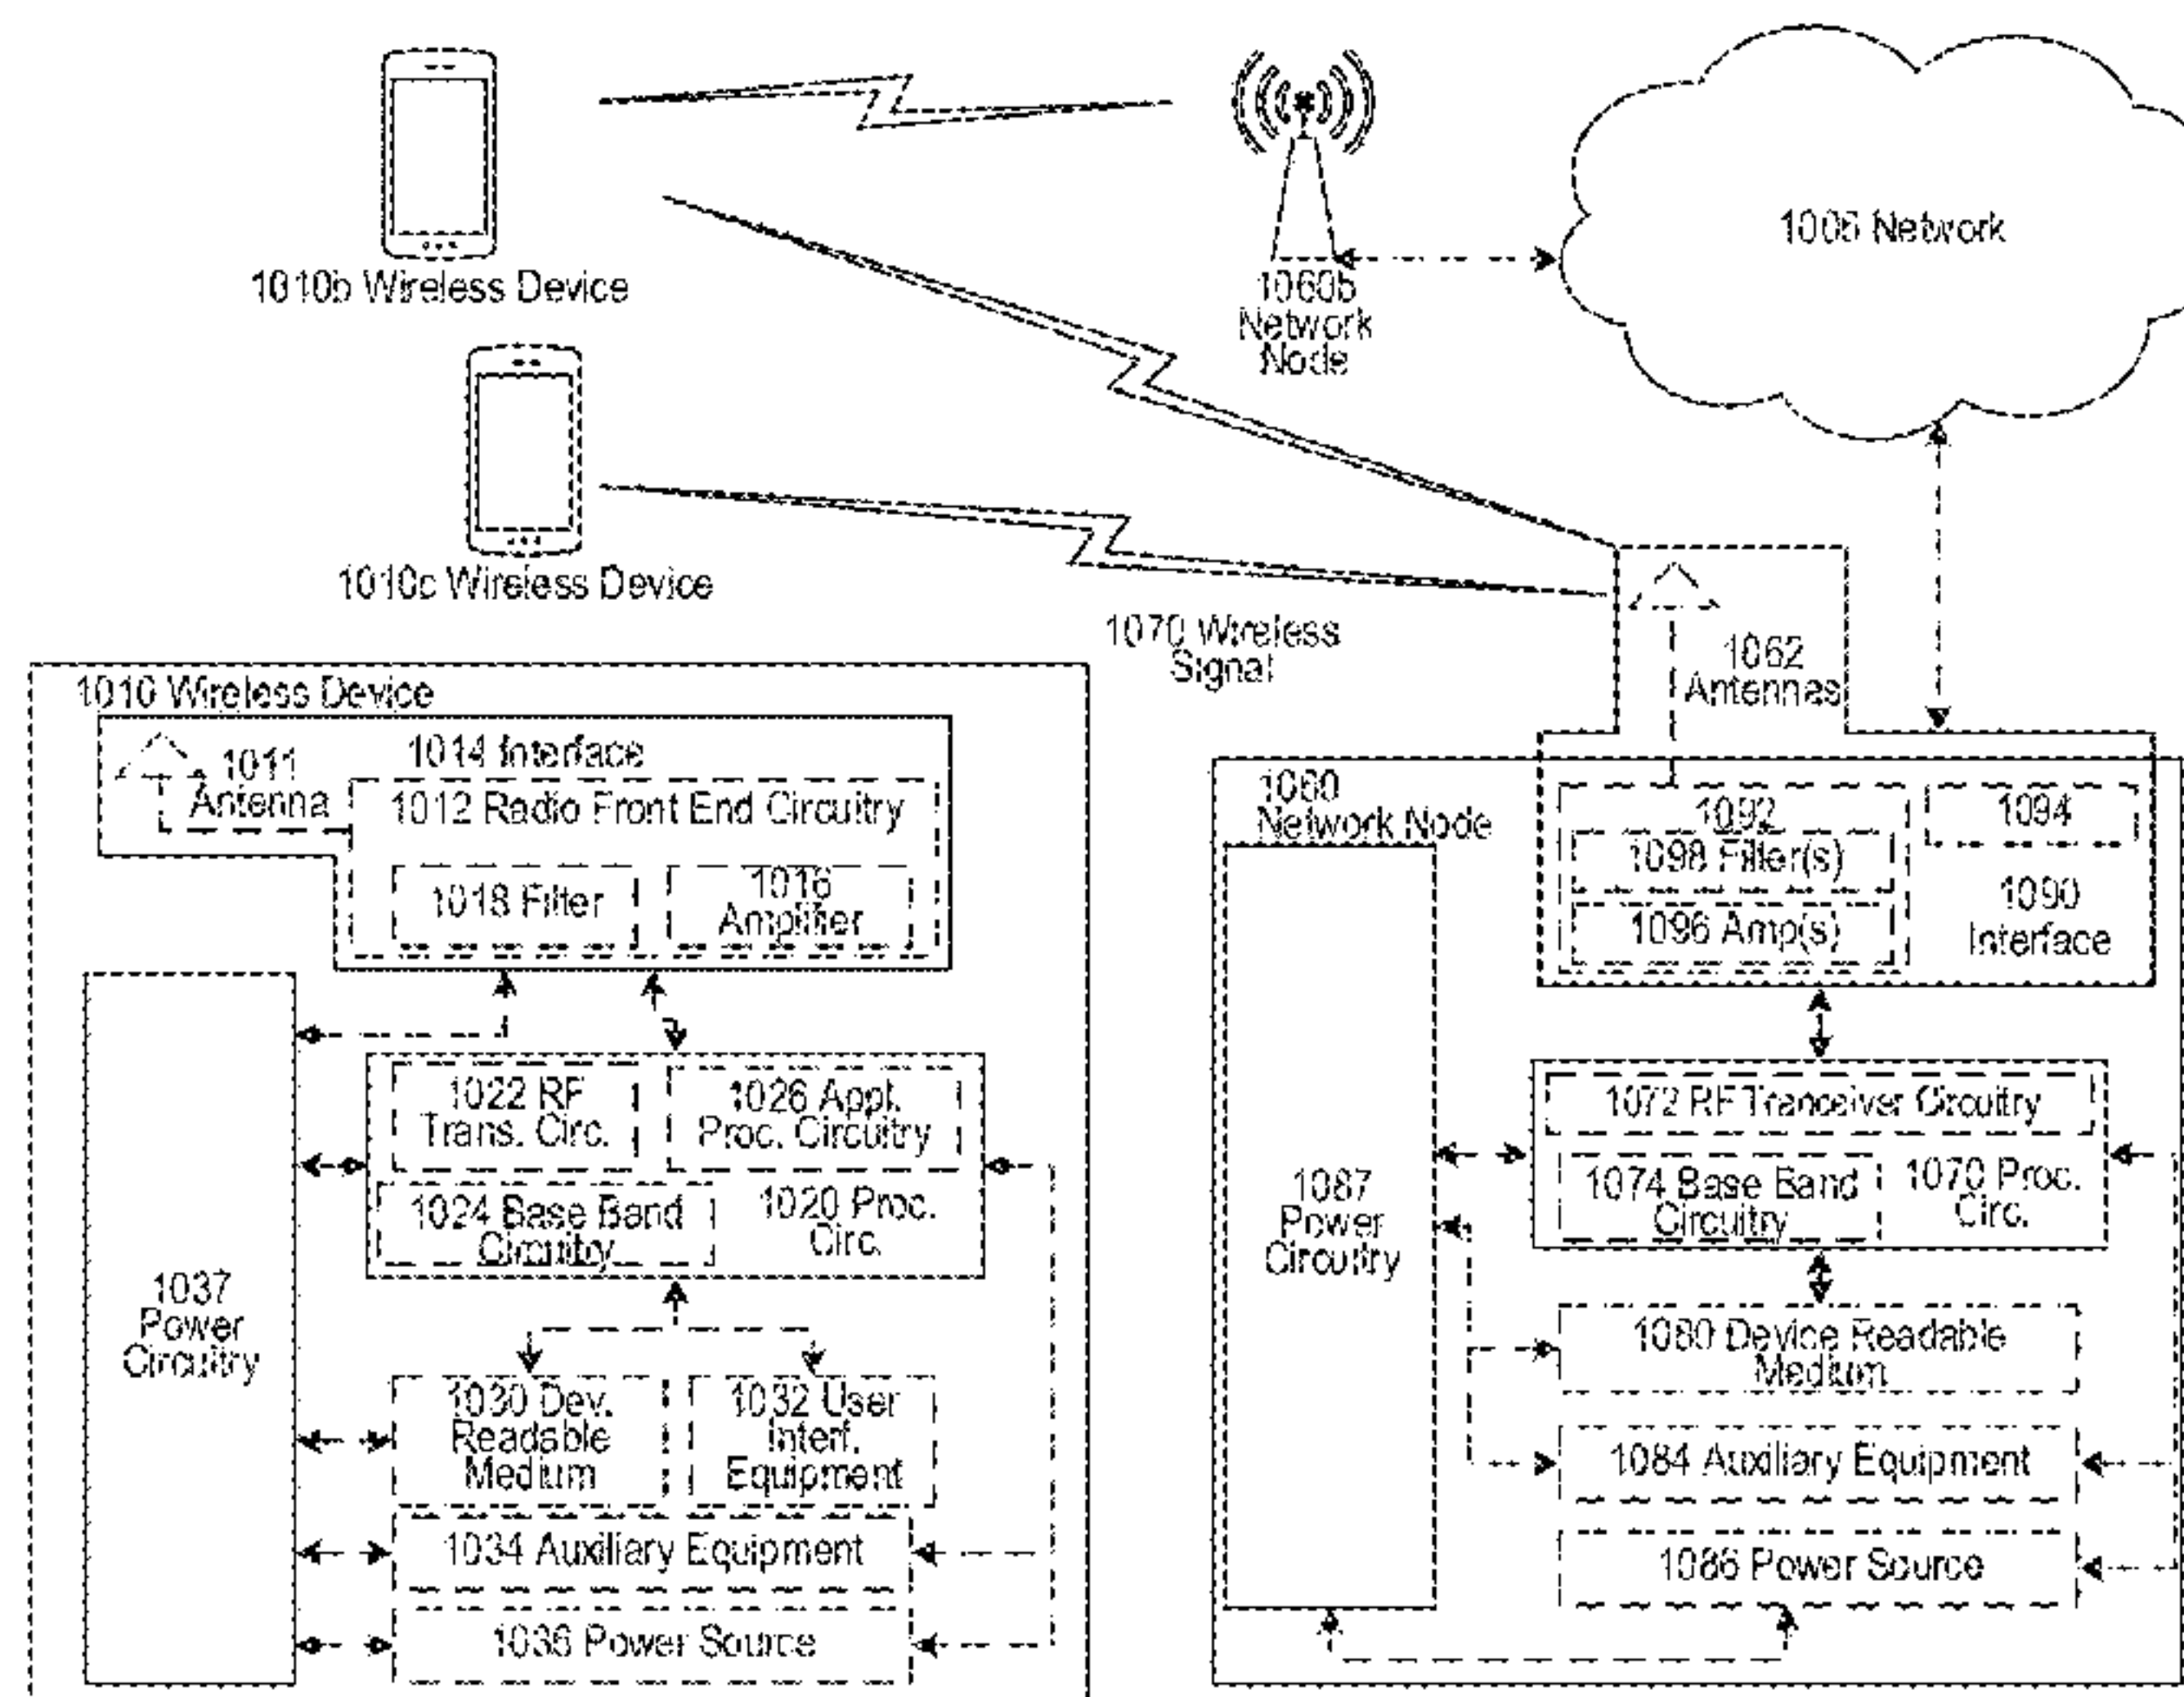 1010b Wireless Device
1060b
Network
Node
1006 Network
1010c Wireless Device
1070 Wireless
Signal
1062
Antennas
1010 Wireless Device
1011
Antenna
1014 Interface
1012 Radio Front End Circuitry
1018 Filter
1016
Amplifier
1022 RF
Trans. Circ.
1026 Appl.
Proc. Circuitry
1024 Base Band
Circuitry
1020 Proc.
Circ.
1037
Power
Circuitry
1030 Dev.
Readable
Medium
1032 User
Interf.
Equipment
1034 Auxiliary Equipment
1036 Power Source
1060
Network Node
1092
1098 Filter(s)
1096 Amp(s)
1094
1090
Interface
1087
Power
Circuitry
1072 RF Tranceiver Circuitry
1074 Base Band
Circuitry
1070 Proc.
Circ.
1080 Device Readable
Medium
1084 Auxiliary Equipment
1086 Power Source